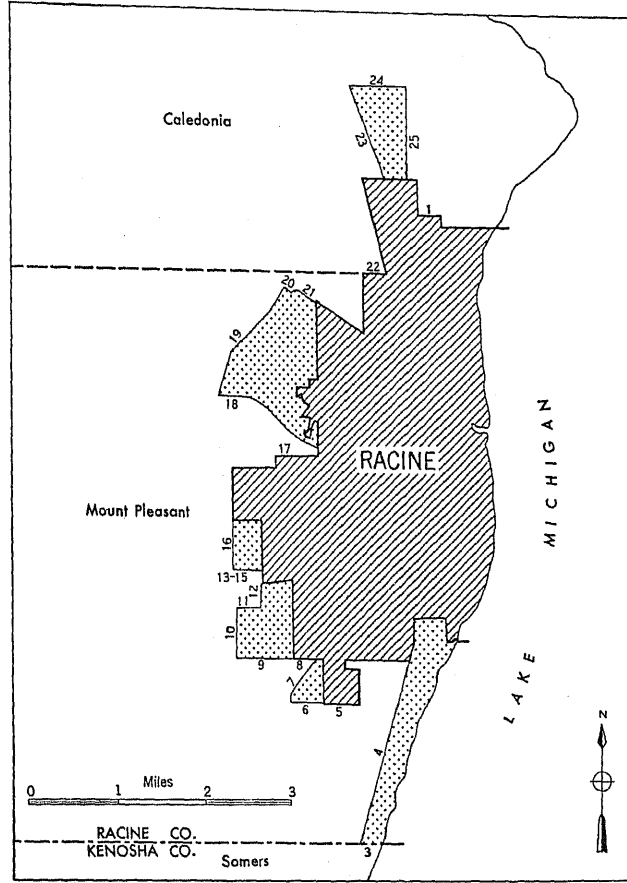 24
Caledonia
23
25
1
22
20
21
19
18
17
RACINE
MICHIGAN
Mount Pleasant
16
13-15
12
11
10
9
8
7
6
5
LAKE
4
N
Miles
0 1 2 3
RACINE CO.
KENOSHA CO.
3
Somers